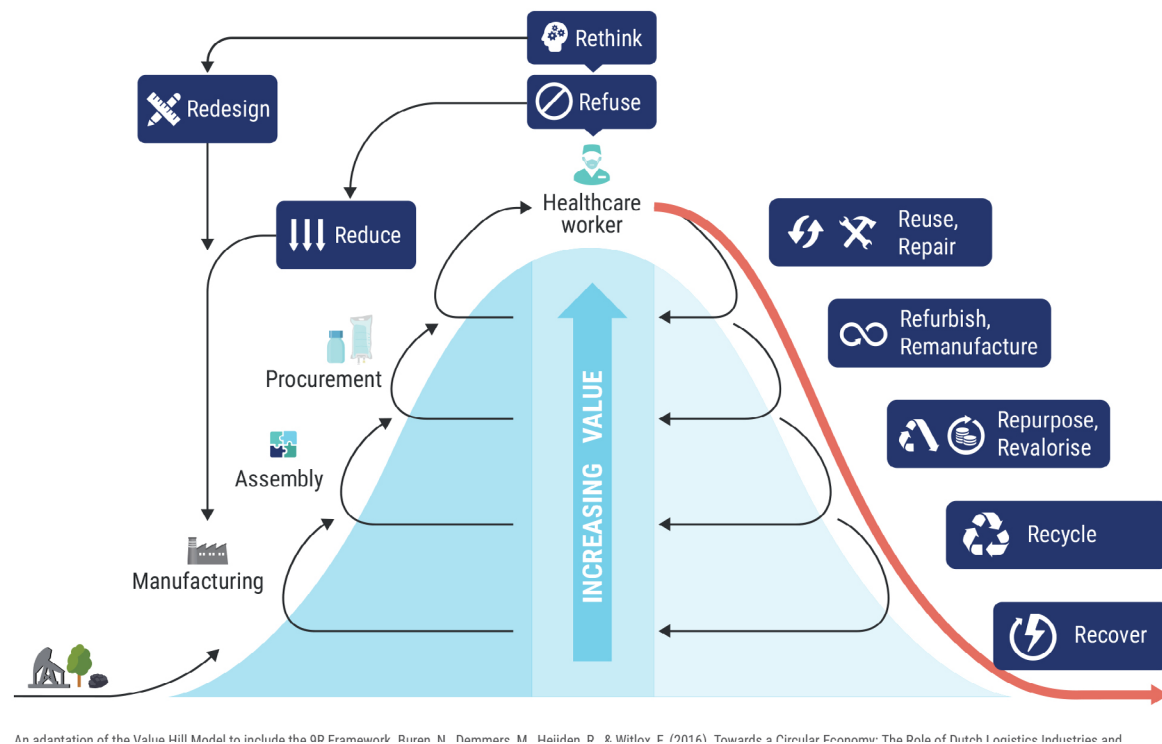 Rethink
Redesign
Refuse
Healthcare
worker
Reduce
Reuse,
Repair
Refurbish,
Remanufacture
Procurement
INCREASING VALUE
Repurpose,
Revalorise
Assembly
Recycle
Manufacturing
Recover
An adaptation of the Value Hill Model to include the 9R Framework. Buren, N., Demmers, M., Heijden, R., & Witlox, F. (2016). Towards a Circular Economy: The Role of Dutch Logistics Industries and